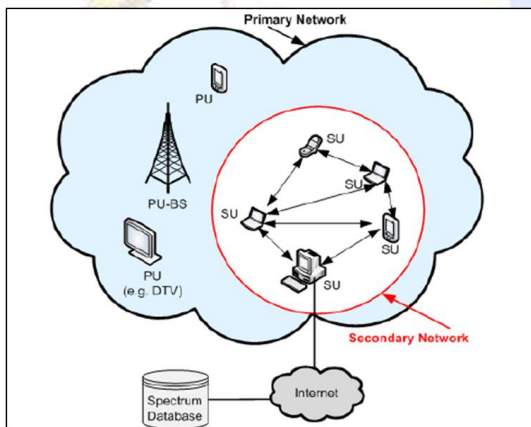 Primary Network
PU
SU
SU
PU-BS
SU
SU
PU
(e.g. DTV)
SU
Secondary Network
Internet
Spectrum
Database